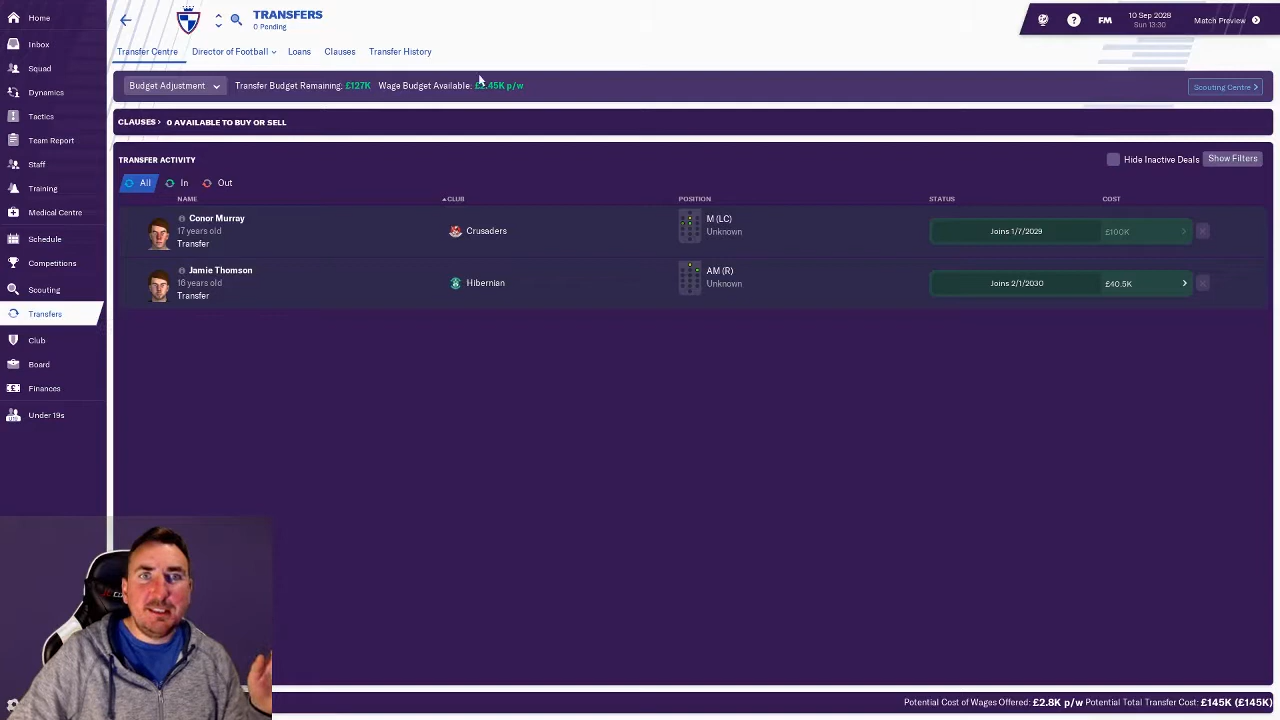 Home
TRANSFERS
0 Pending
? FM 10 Sep 2028
Sun 13:30
Match Preview
Inbox
Squad
Dynamics
Tactics
Team Report
Staff
Training
Medical Centre
Schedule
Competitions
Scouting
Transfers
Club
Board
Finances
Under 19s
Transfer Centre Director of Football Loans Clauses Transfer History
Budget Adjustment Transfer Budget Remaining: £127K Wage Budget Available: £2.45K p/w Scouting Centre >
CLAUSES > 0 AVAILABLE TO BUY OR SELL
TRANSFER ACTIVITY Hide Inactive Deals Show Filters
All In Out
NAME CLUB POSITION STATUS COST
Conor Murray
17 years old
Transfer
Crusaders
M (LC)
Unknown
Joins 1/7/2029 £100K
Jamie Thomson
16 years old
Transfer
Hibernian
AM (R)
Unknown
Joins 2/1/2030 £40.5K
Potential Cost of Wages Offered: £2.8K p/w Potential Total Transfer Cost: £145K (£145K)